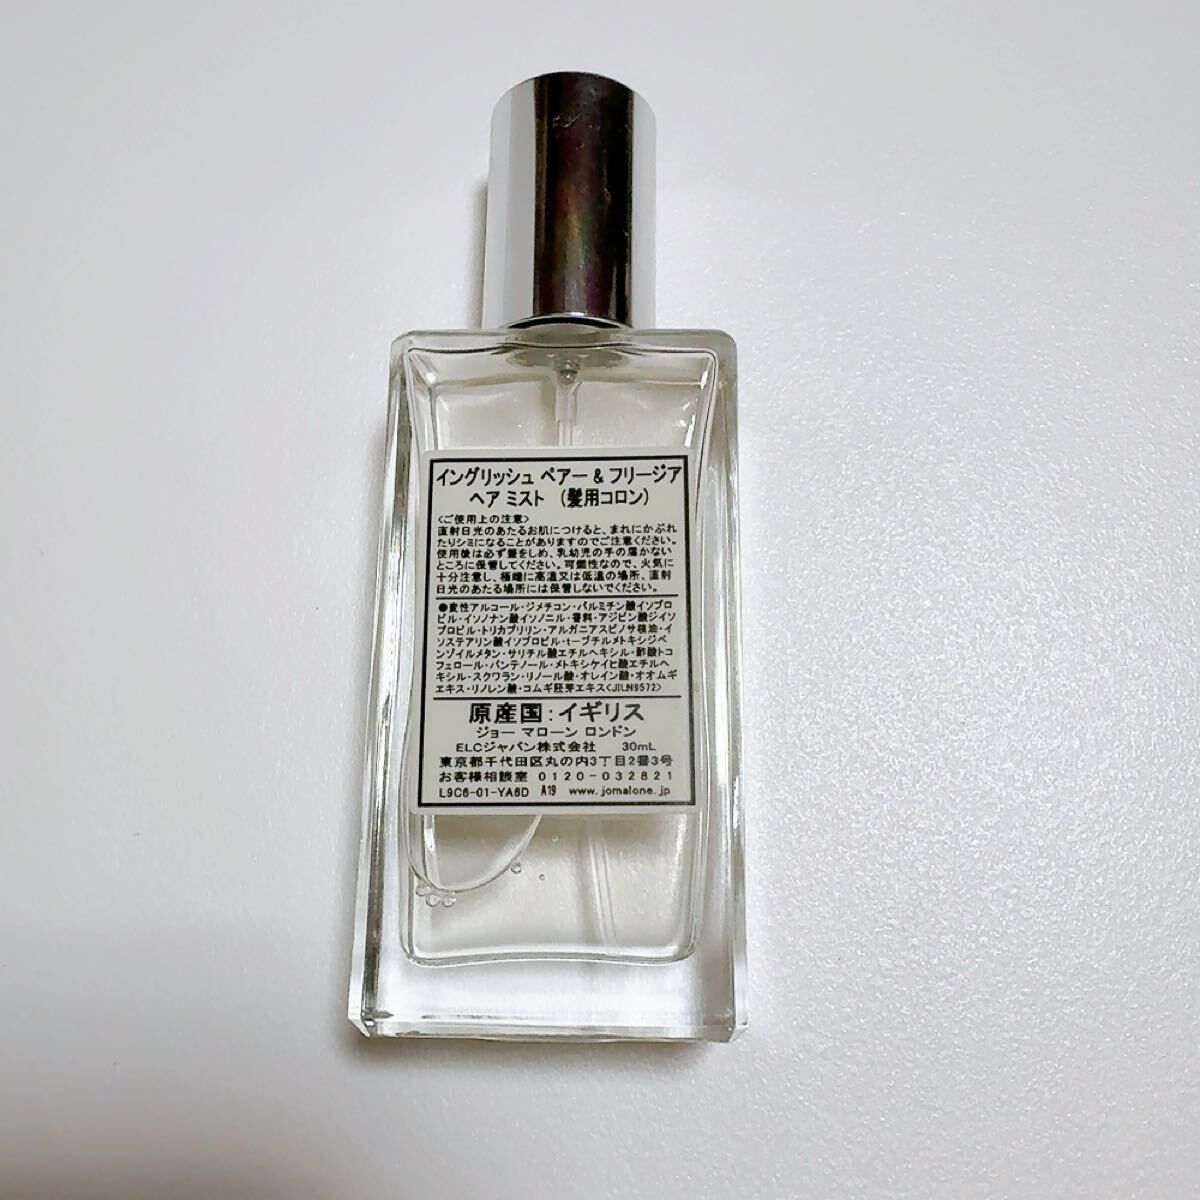 イングリッシュ ペアー & フリージア
ヘア ミスト (髪用コロン)
<ご使用上の注意>
直射日光のあたるお肌につけると、まれにかぶれ
たりシミになることがありますのでご注意ください。
使用後は必ず蓋をしめ、乳幼児の手の届かない
ところに保管してください。可燃性なので、火気に
十分注意し、極端に高温又は低温の場所、直射
日光のあたる場所には保管しないでください。
●変性アルコール・ジメチコン・パルミチン酸イソプロ
ピル・イソノナン酸イソノニル・香料・アジピン酸ジイソ
プロピル・トリカプリリン・アルガニアスピノサ核油・イ
ソステアリン酸イソプロピル・t-ブチルメトキシジベ
ンゾイルメタン・サリチル酸エチルヘキシル・酢酸トコ
フェロール・パンテノール・メトキシケイヒ酸エチルヘ
キシル・スクワラン・リノール酸・オレイン酸・オオムギ
エキス・リノレン酸・コムギ胚芽エキス<JILN9572>
原産国:イギリス
ジョー マローン ロンドン
ELCジャパン株式会社 30mL
東京都千代田区丸の内3丁目2番3号
お客様相談室 0120-032821
L9C6-01-YA6D A19 www.jomalone.jp